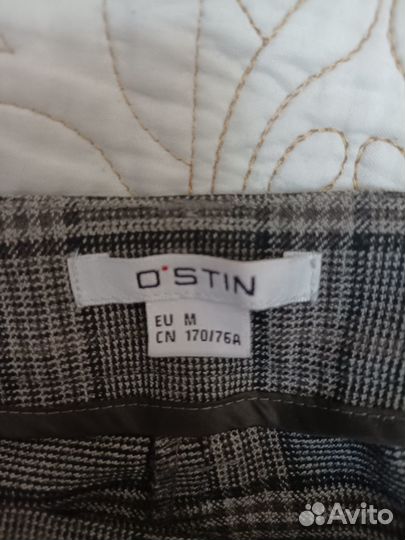 O'STIN
EU M
CN 170/76A
Avito